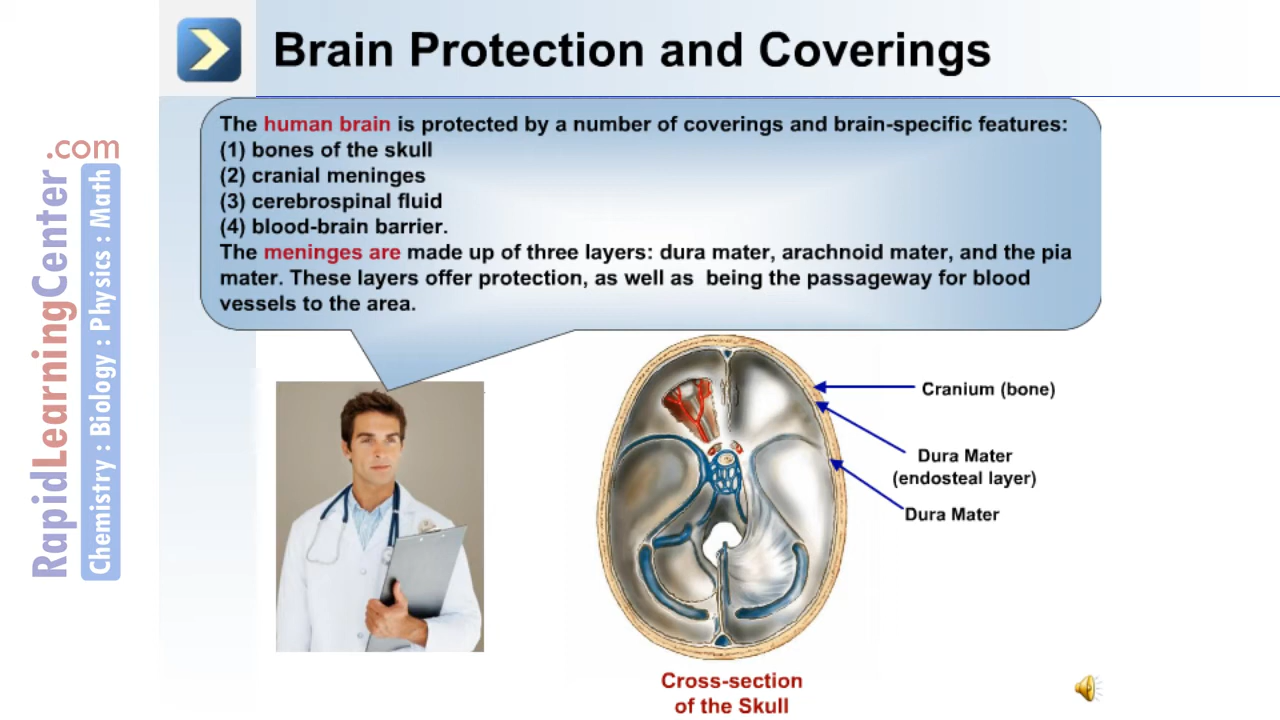 Brain Protection and Coverings
The human brain is protected by a number of coverings and brain-specific features:
(1) bones of the skull
(2) cranial meninges
(3) cerebrospinal fluid
(4) blood-brain barrier.
The meninges are made up of three layers: dura mater, arachnoid mater, and the pia
mater. These layers offer protection, as well as  being the passageway for blood
vessels to the area.
Cranium (bone)
Dura Mater
(endosteal layer)
Dura Mater
Cross-section
of the Skull
RapidLearningCenter.com
Chemistry : Biology : Physics : Math